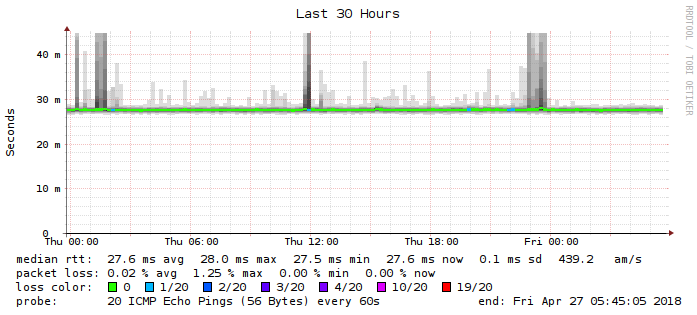 Last 30 Hours
RRDTOOL / TOBI OETIKER
Seconds
40 m
30 m
20 m
10 m
0
Thu 00:00 Thu 06:00 Thu 12:00 Thu 18:00 Fri 00:00
median rtt: 27.6 ms avg 28.0 ms max 27.5 ms min 27.6 ms now 0.1 ms sd 439.2 am/s
packet loss: 0.02 % avg 1.25 % max 0.00 % min 0.00 % now
loss color: 0 1/20 2/20 3/20 4/20 10/20 19/20
probe: 20 ICMP Echo Pings (56 Bytes) every 60s end: Fri Apr 27 05:45:05 2018